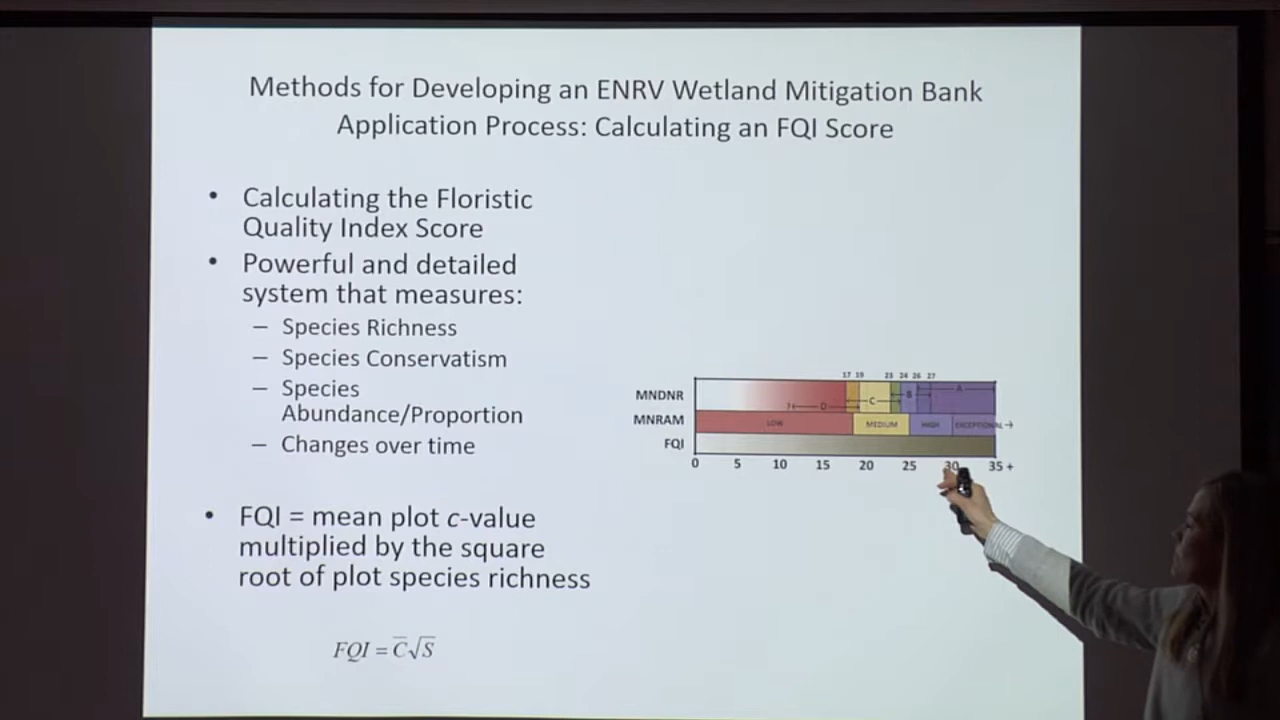 Methods for Developing an ENRV Wetland Mitigation Bank
Application Process: Calculating an FQI Score
• Calculating the Floristic
Quality Index Score
• Powerful and detailed
system that measures:
– Species Richness
– Species Conservatism
– Species
Abundance/Proportion
– Changes over time
• FQI = mean plot c-value
multiplied by the square
root of plot species richness
FQI = C̅√S
17 19 23 24 26 27
MNDNR D C B A
MNRAM LOW MEDIUM HIGH EXCEPTIONAL →
FQI
0 5 10 15 20 25 30 35 +